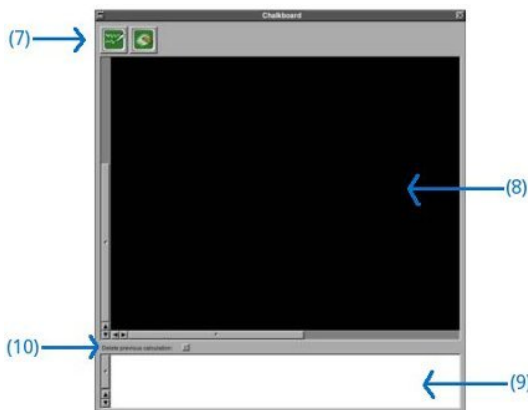 Chalkboard
(7)
(8)
(10)
Delete previous calculation:
(9)